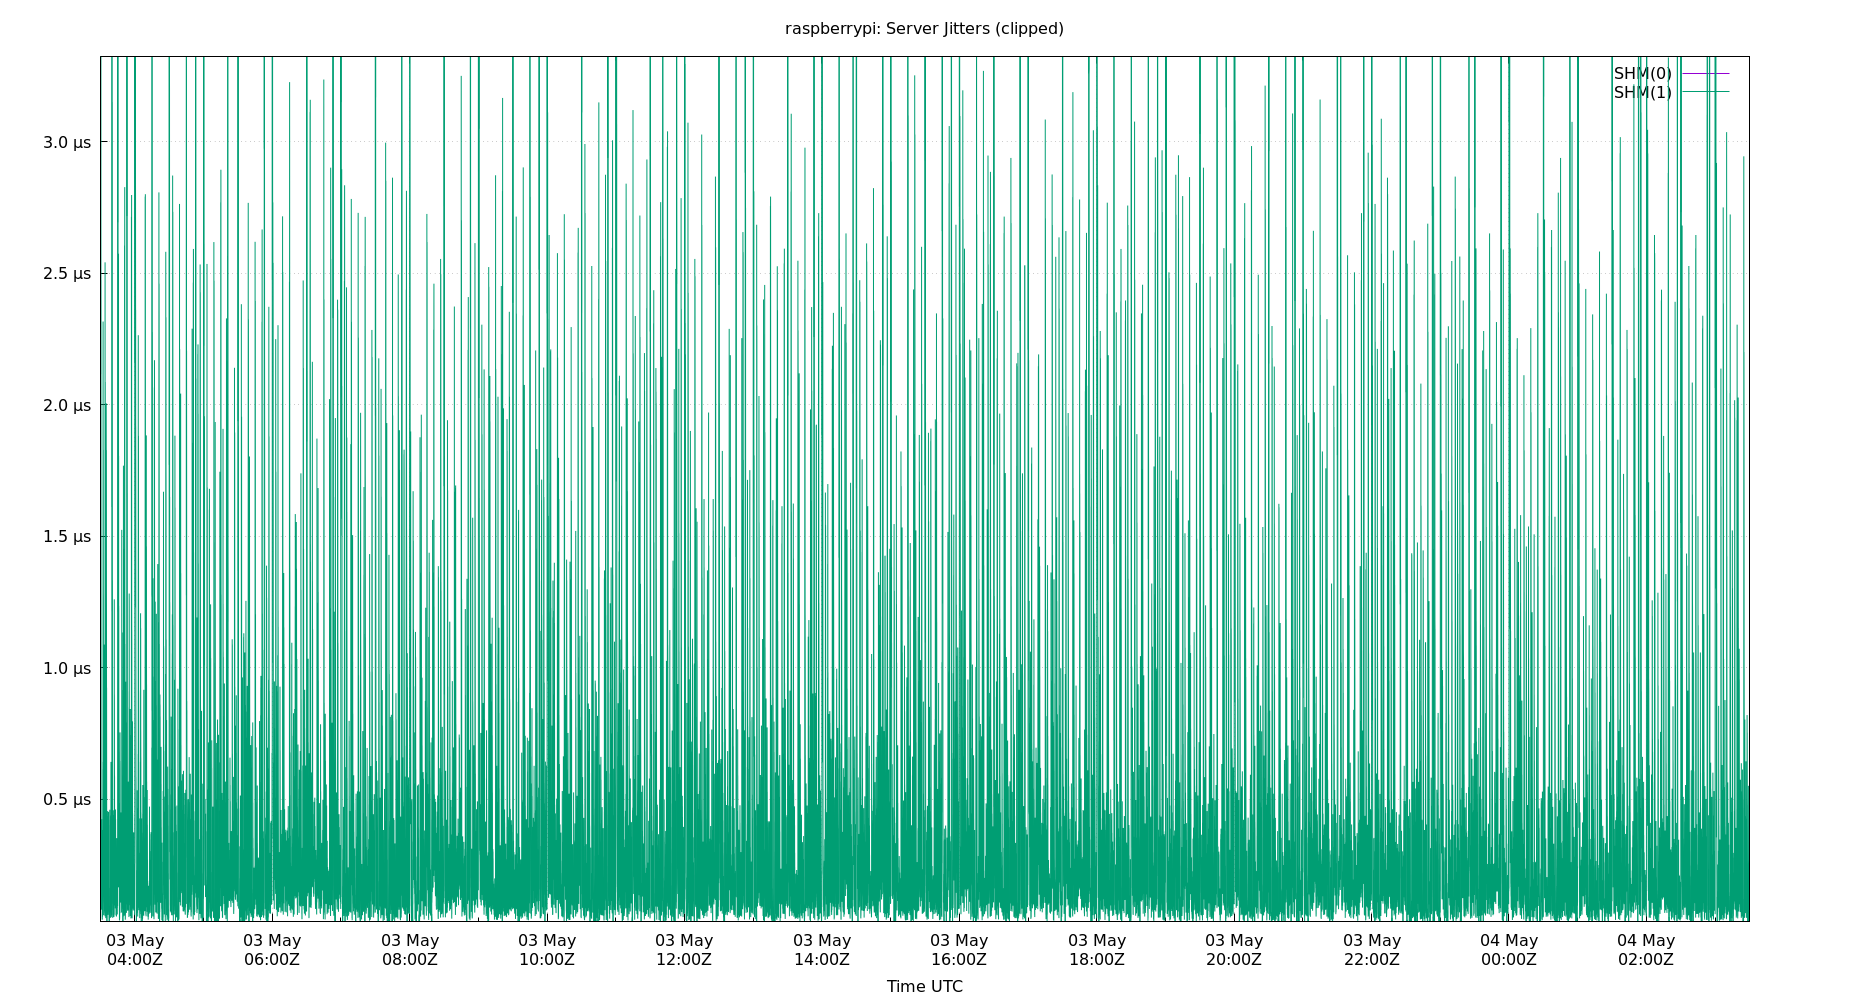 raspberrypi: Server Jitters (clipped)
SHM(0)
SHM(1)
3.0 µs
2.5 µs
2.0 µs
1.5 µs
1.0 µs
0.5 µs
03 May 03 May 03 May 03 May 03 May 03 May 03 May 03 May 03 May 03 May 04 May 04 May
04:00Z 06:00Z 08:00Z 10:00Z 12:00Z 14:00Z 16:00Z 18:00Z 20:00Z 22:00Z 00:00Z 02:00Z
Time UTC